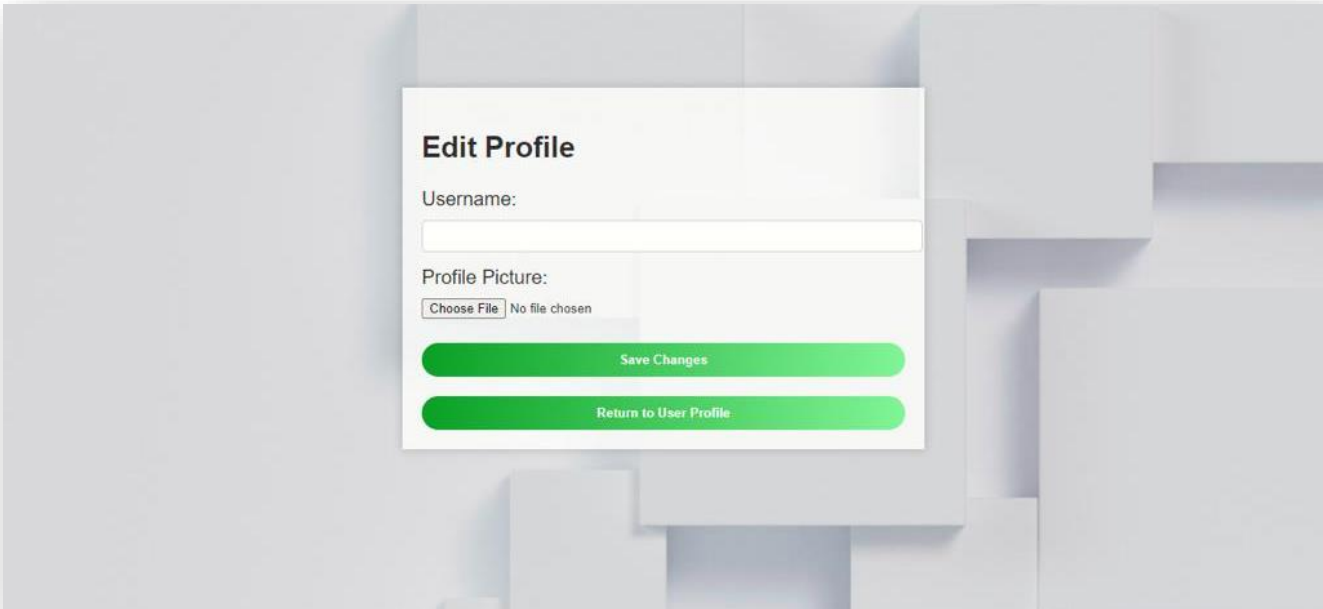 Edit Profile
Username:
Profile Picture:
Choose File No file chosen
Save Changes
Return to User Profile